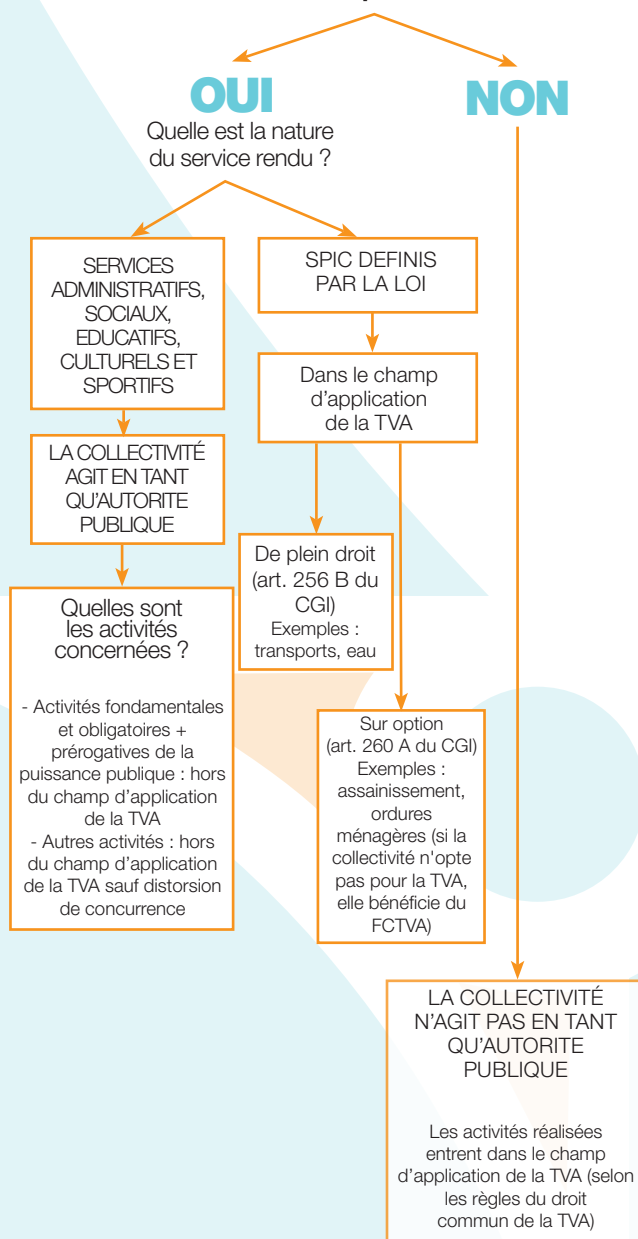 OUI
Quelle est la nature
du service rendu ?
SERVICES
ADMINISTRATIFS,
SOCIAUX,
EDUCATIFS,
CULTURELS ET
SPORTIFS
LA COLLECTIVITÉ
AGIT EN TANT
QU’AUTORITE
PUBLIQUE
Quelles sont
les activités
concernées ?
- Activités fondamentales
et obligatoires +
prérogatives de la
puissance publique : hors
du champ d’application
de la TVA
- Autres activités : hors
du champ d’application
de la TVA sauf distorsion
de concurrence
SPIC DEFINIS
PAR LA LOI
Dans le champ
d’application
de la TVA
De plein droit
(art. 256 B du
CGI)
Exemples :
transports, eau
Sur option
(art. 260 A du CGI)
Exemples :
assainissement,
ordures
ménagères (si la
collectivité n'opte
pas pour la TVA,
elle bénéficie du
FCTVA)
NON
LA COLLECTIVITÉ
N’AGIT PAS EN TANT
QU’AUTORITE
PUBLIQUE
Les activités réalisées
entrent dans le champ
d’application de la TVA (selon
les règles du droit
commun de la TVA)